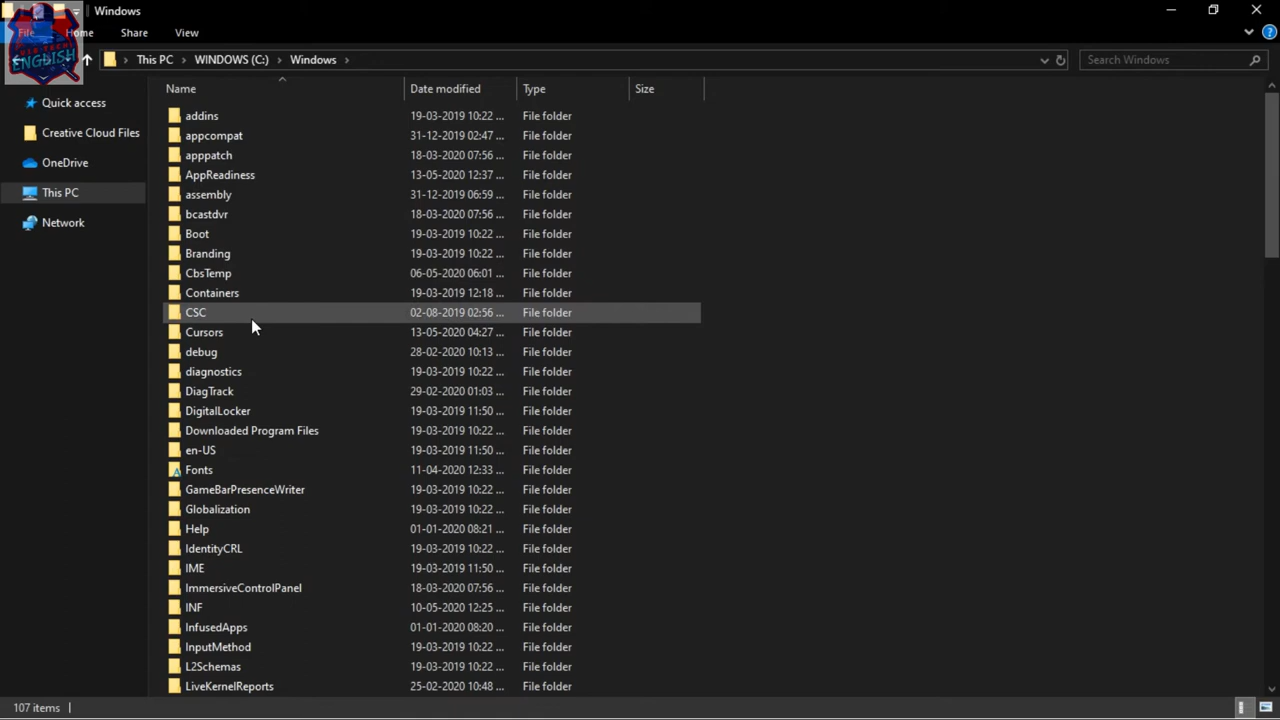 Windows
File Home Share View
This PC WINDOWS (C:) Windows Search Windows
ENGLISH
Name Date modified Type Size
Quick access
Creative Cloud Files
OneDrive
This PC
Network
addins 19-03-2019 10:22 ... File folder
appcompat 31-12-2019 02:47 ... File folder
apppatch 18-03-2020 07:56 ... File folder
AppReadiness 13-05-2020 12:37 ... File folder
assembly 31-12-2019 06:59 ... File folder
bcastdvr 18-03-2020 07:56 ... File folder
Boot 19-03-2019 10:22 ... File folder
Branding 19-03-2019 10:22 ... File folder
CbsTemp 06-05-2020 06:01 ... File folder
Containers 19-03-2019 12:18 ... File folder
CSC 02-08-2019 02:56 ... File folder
Cursors 13-05-2020 04:27 ... File folder
debug 28-02-2020 10:13 ... File folder
diagnostics 19-03-2019 10:22 ... File folder
DiagTrack 29-02-2020 01:03 ... File folder
DigitalLocker 19-03-2019 11:50 ... File folder
Downloaded Program Files 19-03-2019 10:22 ... File folder
en-US 19-03-2019 11:50 ... File folder
Fonts 11-04-2020 12:33 ... File folder
GameBarPresenceWriter 19-03-2019 10:22 ... File folder
Globalization 19-03-2019 10:22 ... File folder
Help 01-01-2020 08:21 ... File folder
IdentityCRL 19-03-2019 10:22 ... File folder
IME 19-03-2019 11:50 ... File folder
ImmersiveControlPanel 18-03-2020 07:56 ... File folder
INF 10-05-2020 12:25 ... File folder
InfusedApps 01-01-2020 08:20 ... File folder
InputMethod 19-03-2019 10:22 ... File folder
L2Schemas 19-03-2019 10:22 ... File folder
LiveKernelReports 25-02-2020 10:48 ... File folder
107 items